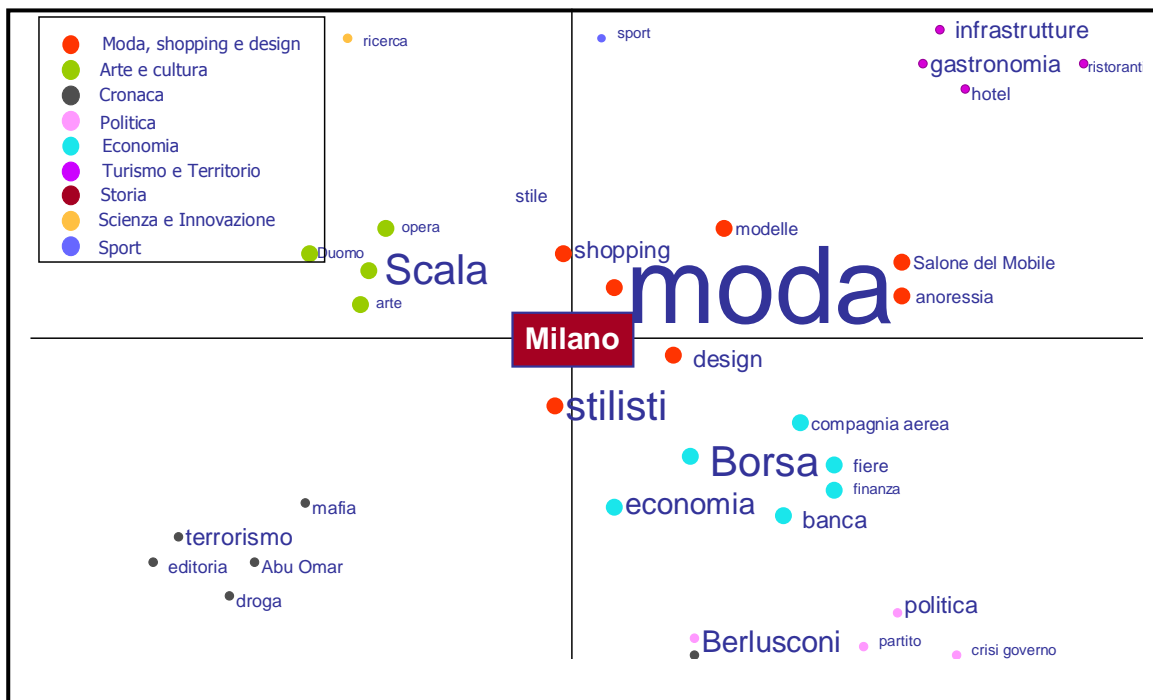 Moda, shopping e design
Arte e cultura
Cronaca
Politica
Economia
Turismo e Territorio
Storia
Scienza e Innovazione
Sport
ricerca
sport
infrastrutture
gastronomia
ristoranti
hotel
stile
opera
Duomo
Scala
arte
shopping
modelle
moda
Salone del Mobile
anoressia
Milano
design
stilisti
compagnia aerea
Borsa
fiere
finanza
economia
banca
mafia
terrorismo
editoria
Abu Omar
droga
politica
Berlusconi
partito
crisi governo